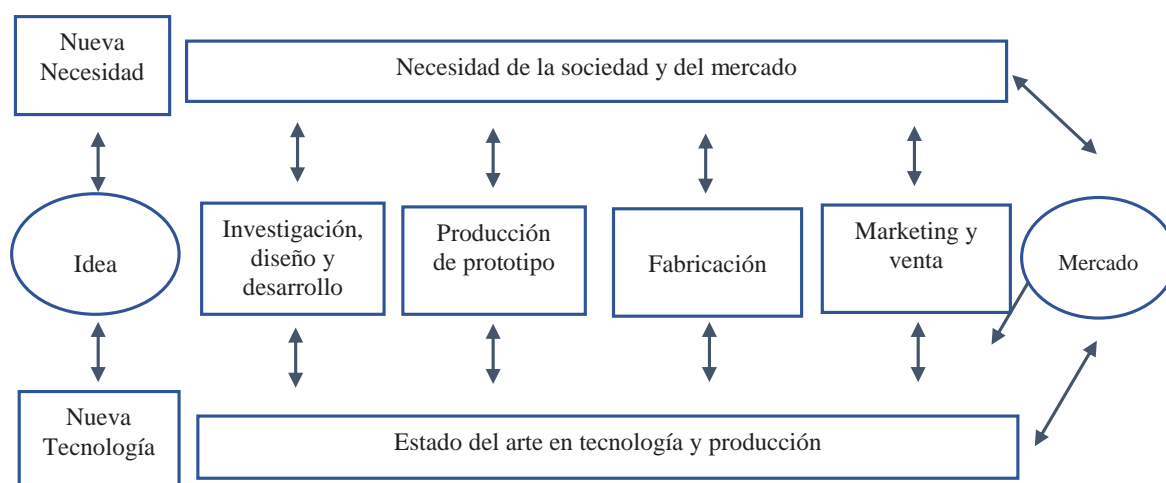 Nueva
Necesidad
Necesidad de la sociedad y del mercado
Idea
Investigación,
diseño y
desarrollo
Producción
de prototipo
Fabricación
Marketing y
venta
Mercado
Nueva
Tecnología
Estado del arte en tecnología y producción